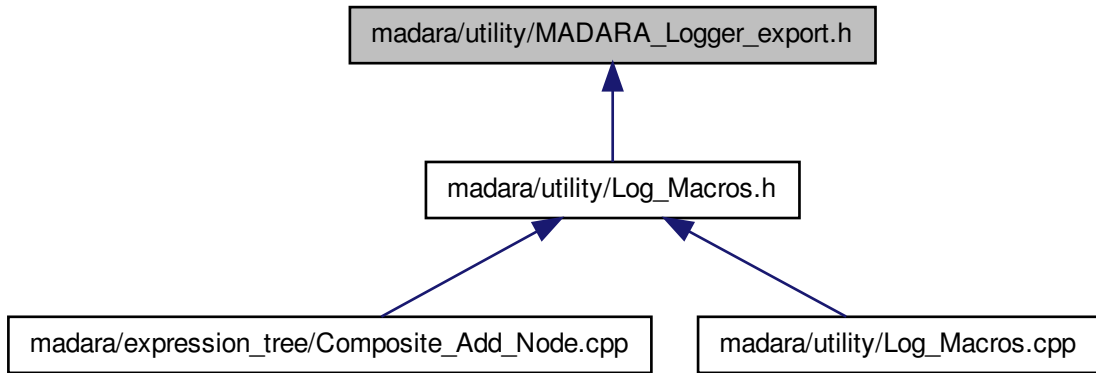 madara/utility/MADARA_Logger_export.h
madara/utility/Log_Macros.h
madara/expression_tree/Composite_Add_Node.cpp
madara/utility/Log_Macros.cpp